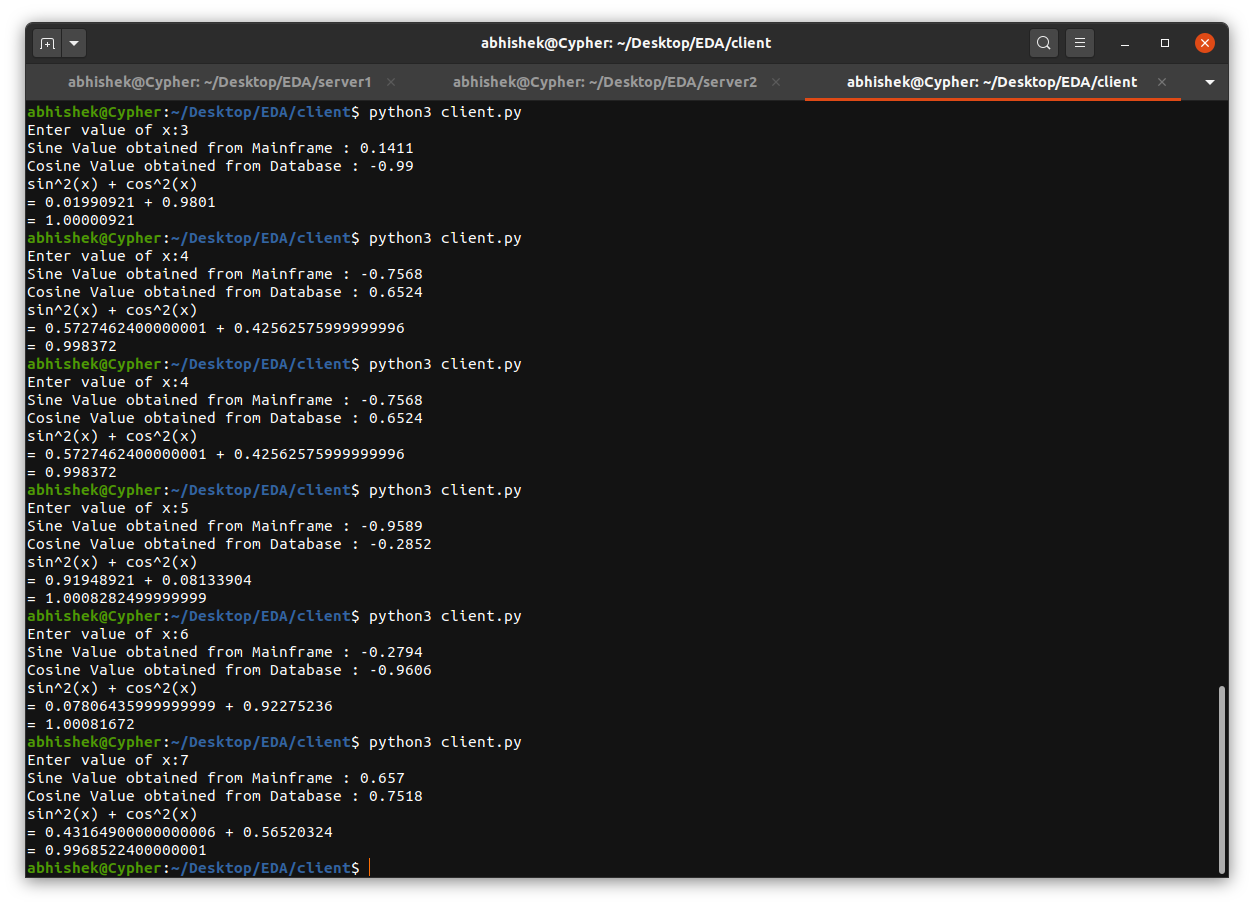 abhishek@Cypher: ~/Desktop/EDA/client
abhishek@Cypher: ~/Desktop/EDA/server1
abhishek@Cypher: ~/Desktop/EDA/server2
abhishek@Cypher: ~/Desktop/EDA/client
abhishek@Cypher:~/Desktop/EDA/client$ python3 client.py
Enter value of x:3
Sine Value obtained from Mainframe : 0.1411
Cosine Value obtained from Database : -0.99
sin^2(x) + cos^2(x)
= 0.01990921 + 0.9801
= 1.00000921
abhishek@Cypher:~/Desktop/EDA/client$ python3 client.py
Enter value of x:4
Sine Value obtained from Mainframe : -0.7568
Cosine Value obtained from Database : 0.6524
sin^2(x) + cos^2(x)
= 0.5727462400000001 + 0.42562575999999996
= 0.998372
abhishek@Cypher:~/Desktop/EDA/client$ python3 client.py
Enter value of x:4
Sine Value obtained from Mainframe : -0.7568
Cosine Value obtained from Database : 0.6524
sin^2(x) + cos^2(x)
= 0.5727462400000001 + 0.42562575999999996
= 0.998372
abhishek@Cypher:~/Desktop/EDA/client$ python3 client.py
Enter value of x:5
Sine Value obtained from Mainframe : -0.9589
Cosine Value obtained from Database : -0.2852
sin^2(x) + cos^2(x)
= 0.91948921 + 0.08133904
= 1.0008282499999999
abhishek@Cypher:~/Desktop/EDA/client$ python3 client.py
Enter value of x:6
Sine Value obtained from Mainframe : -0.2794
Cosine Value obtained from Database : -0.9606
sin^2(x) + cos^2(x)
= 0.07806435999999999 + 0.92275236
= 1.00081672
abhishek@Cypher:~/Desktop/EDA/client$ python3 client.py
Enter value of x:7
Sine Value obtained from Mainframe : 0.657
Cosine Value obtained from Database : 0.7518
sin^2(x) + cos^2(x)
= 0.43164900000000006 + 0.56520324
= 0.9968522400000001
abhishek@Cypher:~/Desktop/EDA/client$